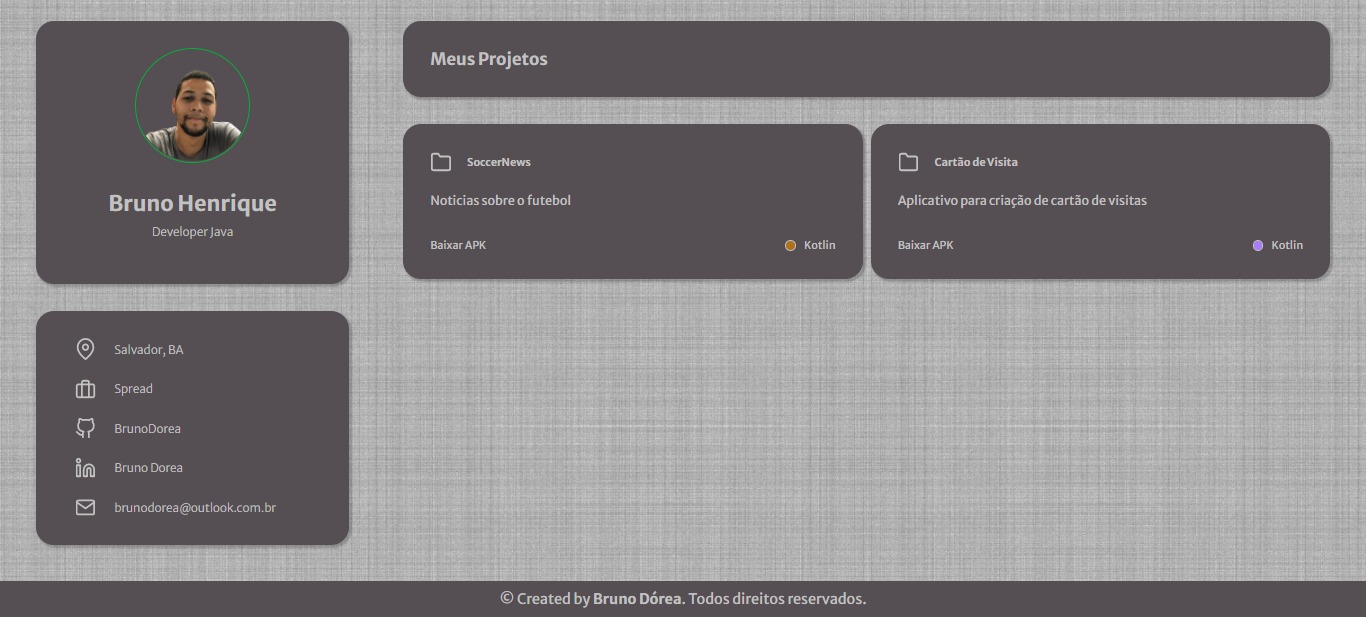 Bruno Henrique
Developer Java
Salvador, BA
Spread
BrunoDorea
Bruno Dorea
brunodorea@outlook.com.br
Meus Projetos
SoccerNews
Noticias sobre o futebol
Baixar APK
Kotlin
Cartão de Visita
Aplicativo para criação de cartão de visitas
Baixar APK
Kotlin
© Created by Bruno Dórea. Todos direitos reservados.